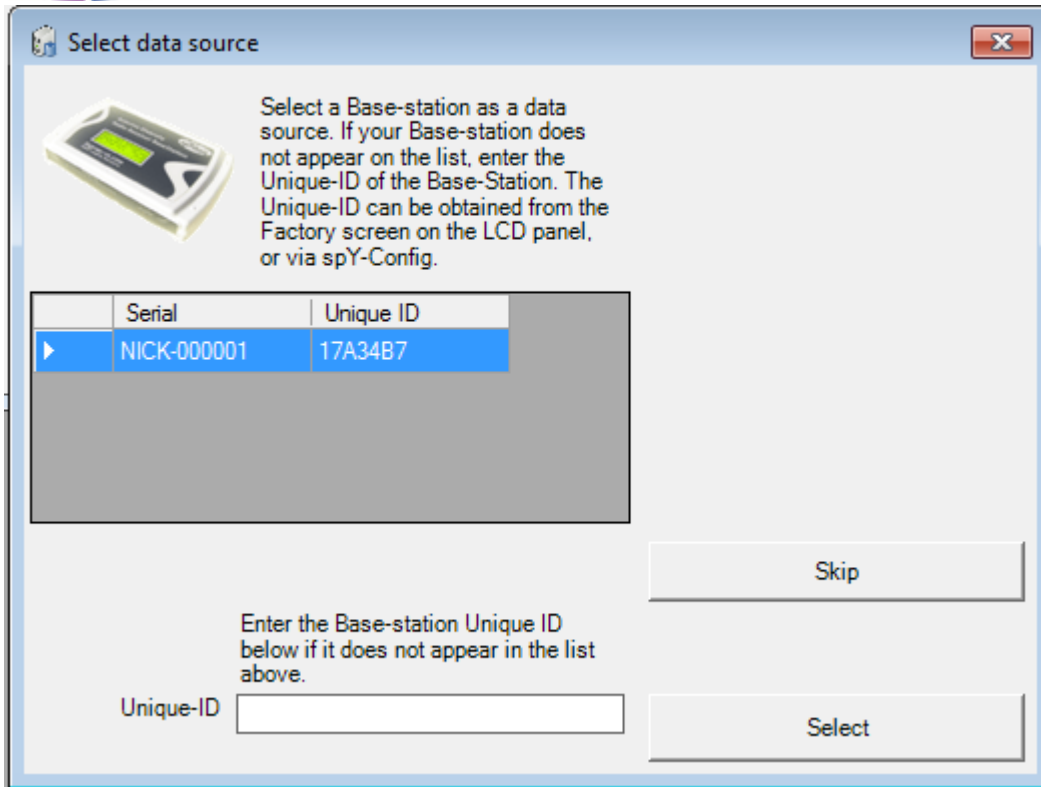 Select data source
Select a Base-station as a data
source. If your Base-station does
not appear on the list, enter the
Unique-ID of the Base-Station. The
Unique-ID can be obtained from the
Factory screen on the LCD panel,
or via spY-Config.
Serial Unique ID
NICK-000001 17A34B7
Skip
Enter the Base-station Unique ID
below if it does not appear in the list
above.
Unique-ID
Select